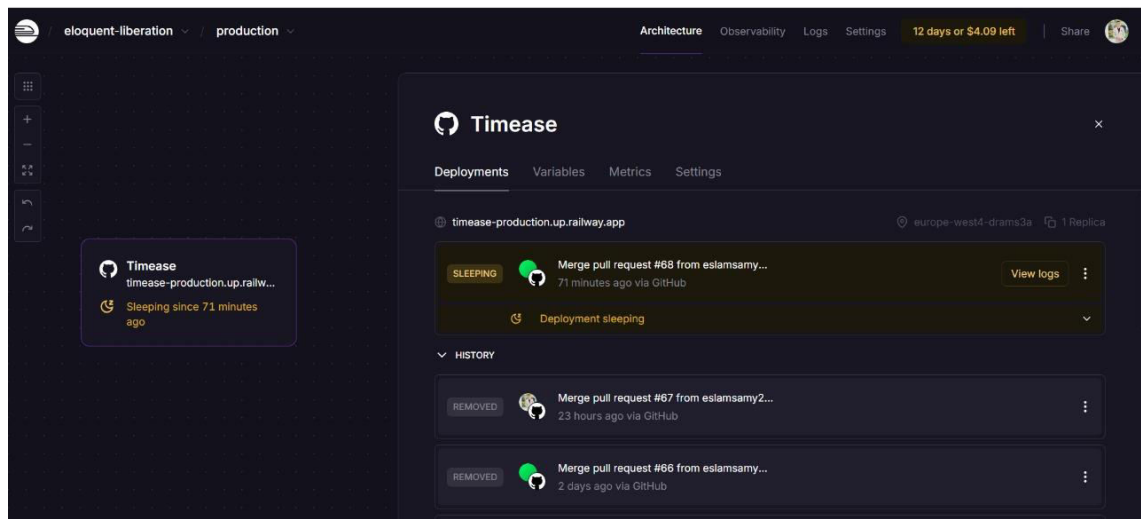 eloquent-liberation / production
Architecture Observability Logs Settings 12 days or $4.09 left Share
Timease
timease-production.up.railw...
Sleeping since 71 minutes
ago
Timease
Deployments Variables Metrics Settings
timease-production.up.railway.app europe-west4-drams3a 1 Replica
SLEEPING Merge pull request #68 from eslamsamy... View logs
71 minutes ago via GitHub
Deployment sleeping
HISTORY
REMOVED Merge pull request #67 from eslamsamy2...
23 hours ago via GitHub
REMOVED Merge pull request #66 from eslamsamy...
2 days ago via GitHub